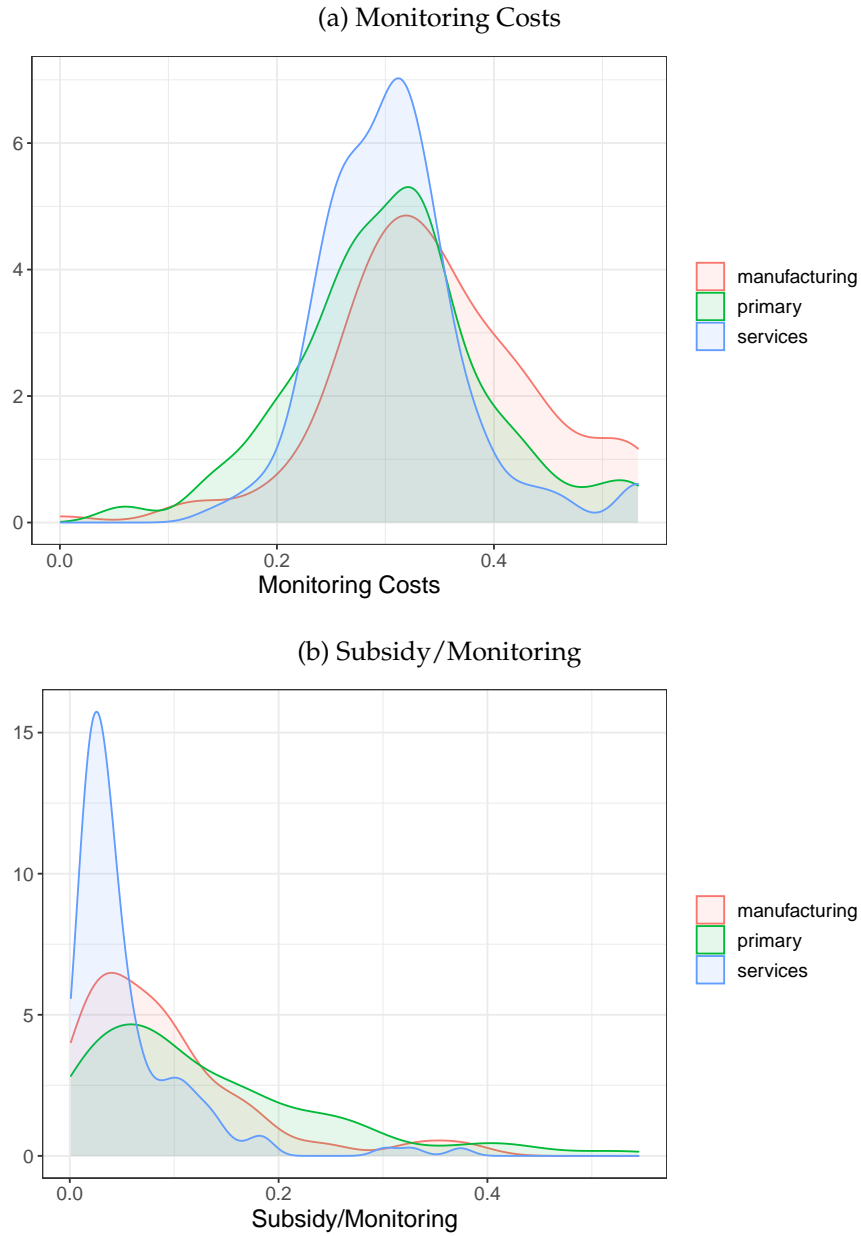 (a) Monitoring Costs
6
4
2
0
0.0 0.2 0.4
Monitoring Costs
manufacturing
primary
services
(b) Subsidy/Monitoring
15
10
5
0
0.0 0.2 0.4
Subsidy/Monitoring
manufacturing
primary
services